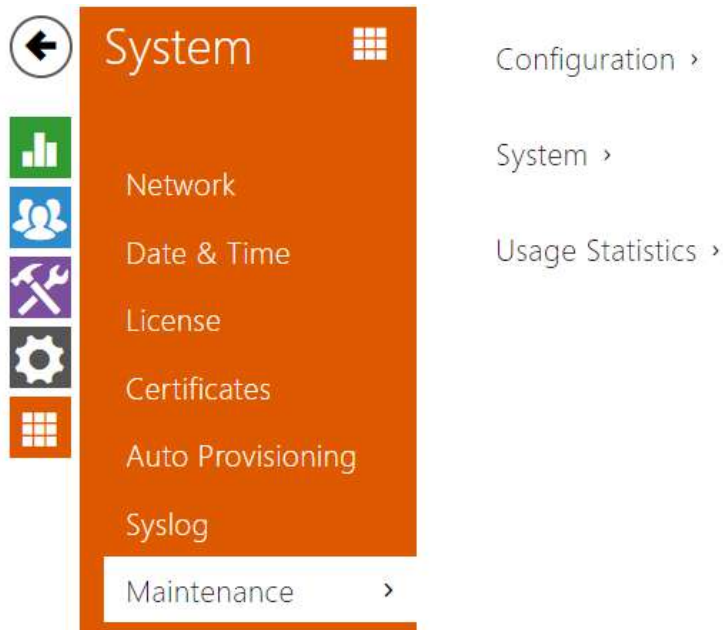 System
Network
Date & Time
License
Certificates
Auto Provisioning
Syslog
Maintenance ›
Configuration ›
System ›
Usage Statistics ›